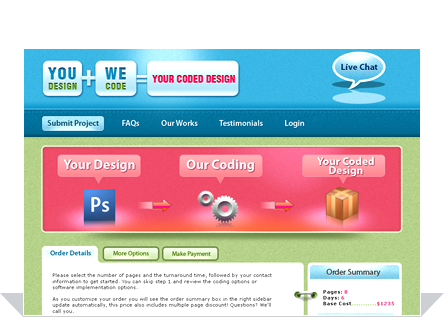 YOU DESIGN + WE CODE = YOUR CODED DESIGN
Live Chat
Submit Project FAQs Our Works Testimonials Login
Your Design Our Coding Your Coded Design
Ps
Order Details More Options Make Payment
Please select the number of pages and the turnaround time, followed by your contact
information to get started. You can skip step 1 and review the coding options or
software implementation options.
As you customize your order you will see the order summary box in the right sidebar
update automatically, this price also includes multiple page discount! Questions? We'll
call you.
Order Summary
Pages: 8
Days: 6
Base Cost..........$1235